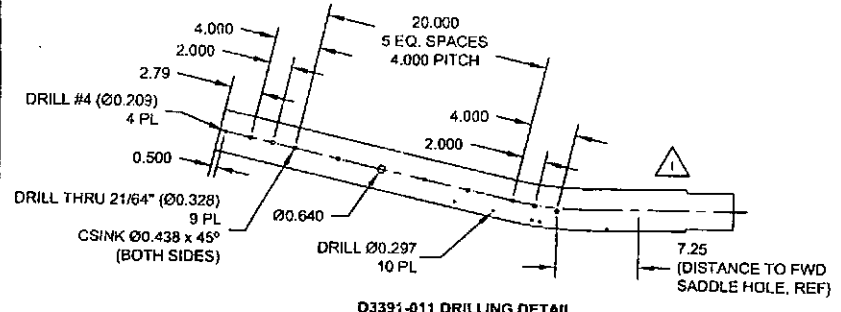 4.000
2.000
2.79
DRILL #4 (Ø0.209)
4 PL
0.500
DRILL THRU 21/64" (Ø0.328)
9 PL
CSINK Ø0.438 x 45°
(BOTH SIDES)
20.000
5 EQ. SPACES
4.000 PITCH
4.000
2.000
Ø0.640
DRILL Ø0.297
10 PL
1
7.25
(DISTANCE TO FWD
SADDLE HOLE, REF)
D3391-011 DRILLING DETAIL